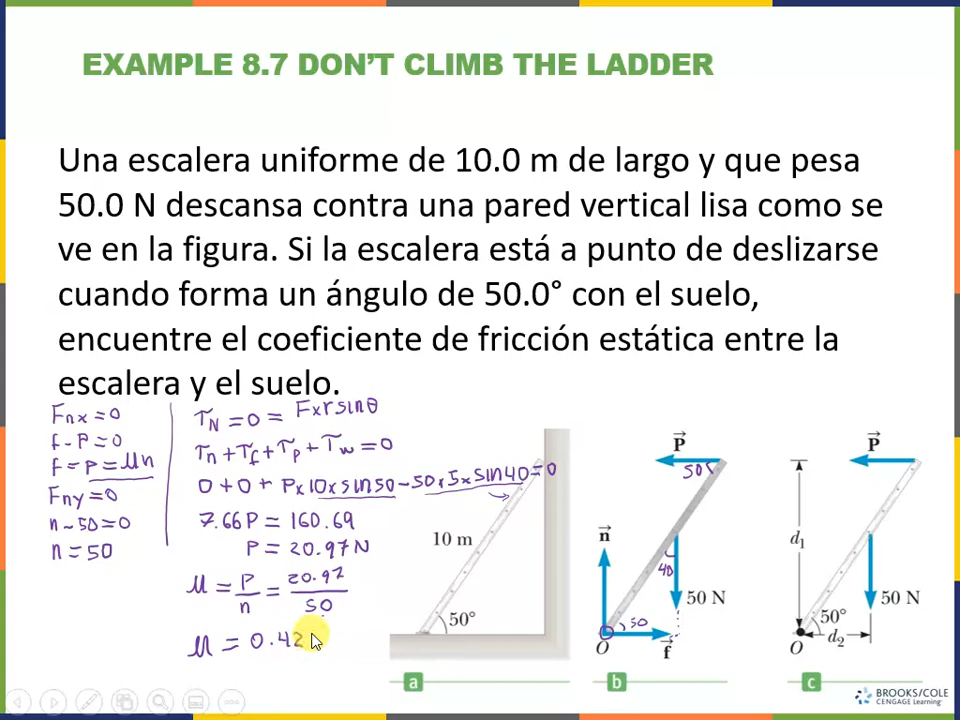 EXAMPLE 8.7 DON'T CLIMB THE LADDER
Una escalera uniforme de 10.0 m de largo y que pesa
50.0 N descansa contra una pared vertical lisa como se
ve en la figura. Si la escalera está a punto de deslizarse
cuando forma un ángulo de 50.0° con el suelo,
encuentre el coeficiente de fricción estática entre la
escalera y el suelo.
Fnx = 0
f - P = 0
f = P = μn
Fny = 0
n - 50 = 0
n = 50
τN = 0 = F×r sinθ
τn + τf + τp + τw = 0
0 + 0 + P×10×sin50 - 50×5×sin40 = 0
7.66P = 160.69
P = 20.97N
μ = P/n = 20.97/50
μ = 0.42
10 m
50°
a
P
50
n
40
50 N
50
O
f
b
P
d1
50 N
50°
O
d2
c
BROOKS/COLE
CENGAGE Learning